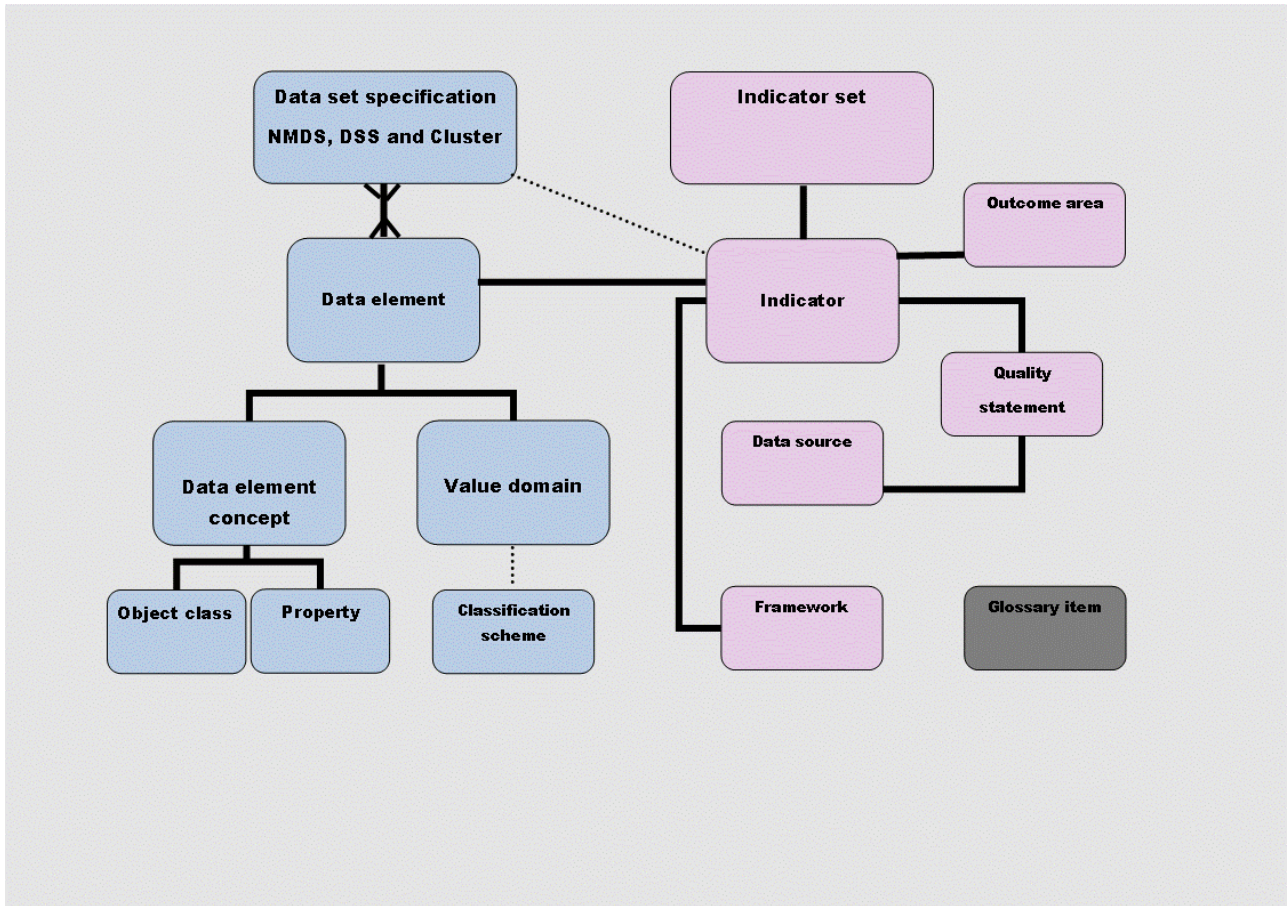 Data set specification
NMDS, DSS and Cluster
Indicator set
Outcome area
Data element
Indicator
Quality
statement
Data source
Data element
concept
Value domain
Object class
Property
Classification
scheme
Framework
Glossary item